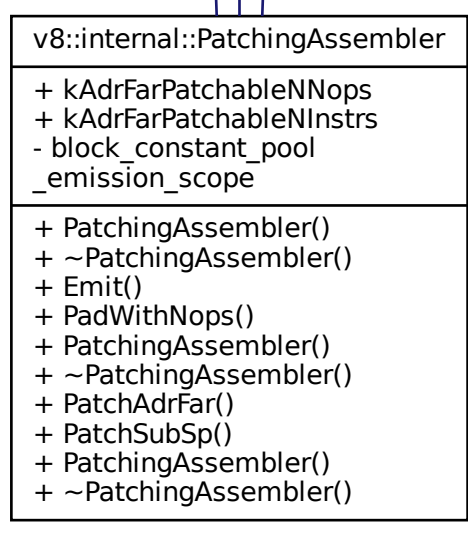 v8::internal::PatchingAssembler
+ kAdrFarPatchableNNops
+ kAdrFarPatchableNInstrs
- block_constant_pool
_emission_scope
+ PatchingAssembler()
+ ~PatchingAssembler()
+ Emit()
+ PadWithNops()
+ PatchingAssembler()
+ ~PatchingAssembler()
+ PatchAdrFar()
+ PatchSubSp()
+ PatchingAssembler()
+ ~PatchingAssembler()